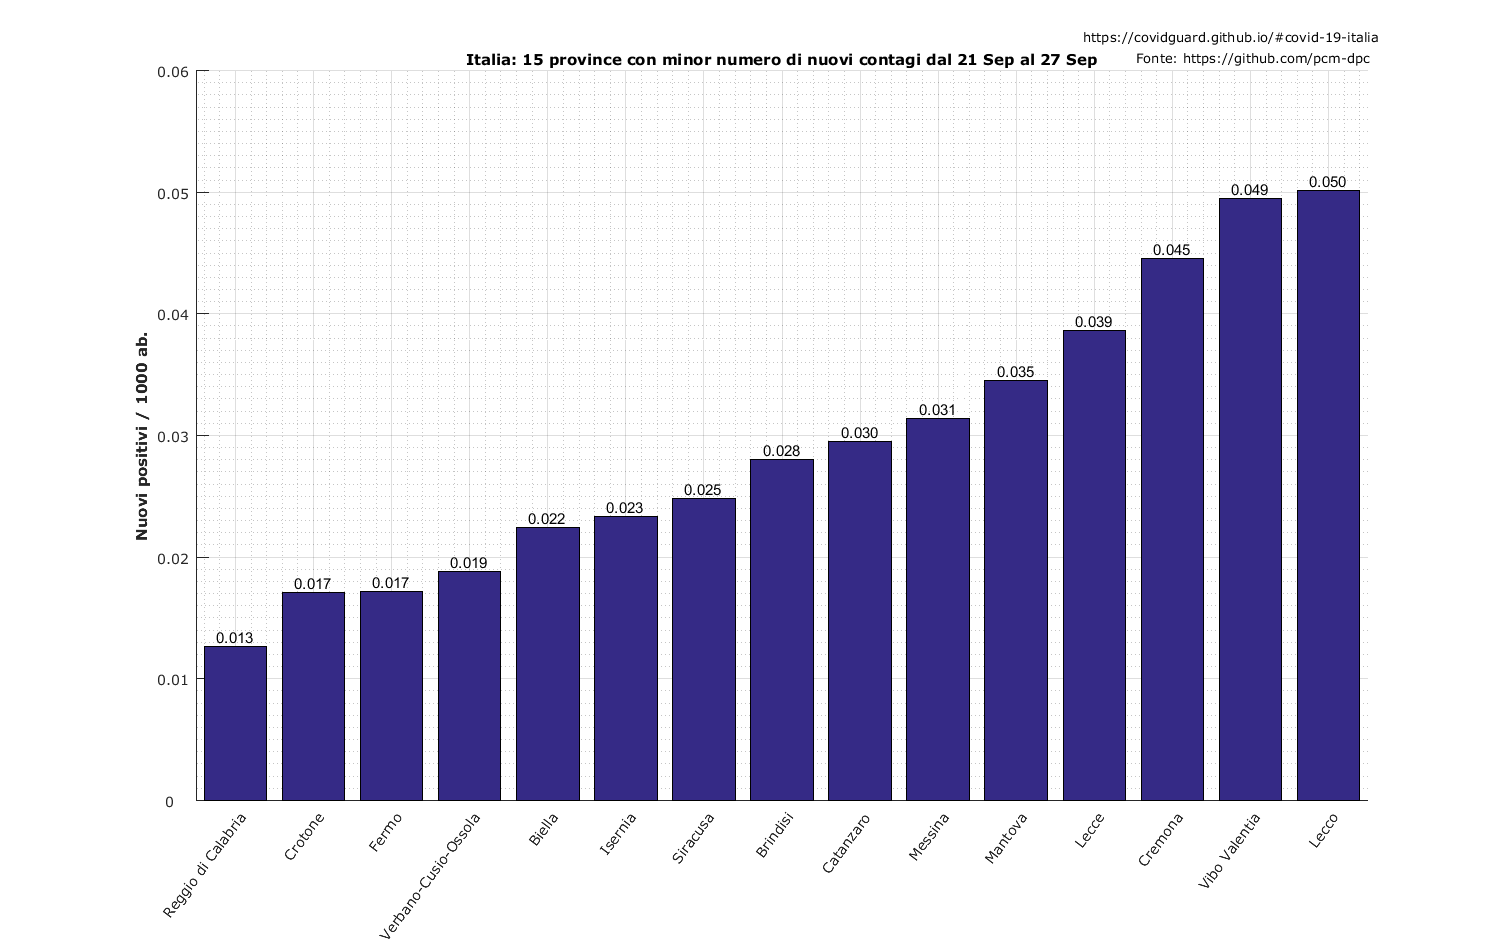 https://covidguard.github.io/#covid-19-italia
Italia: 15 province con minor numero di nuovi contagi dal 21 Sep al 27 Sep
Fonte: https://github.com/pcm-dpc
Nuovi positivi / 1000 ab.
0.06
0.05
0.04
0.03
0.02
0.01
0
0.013
0.017
0.017
0.019
0.022
0.023
0.025
0.028
0.030
0.031
0.035
0.039
0.045
0.049
0.050
Reggio di Calabria
Crotone
Fermo
Verbano-Cusio-Ossola
Biella
Isernia
Siracusa
Brindisi
Catanzaro
Messina
Mantova
Lecce
Cremona
Vibo Valentia
Lecco